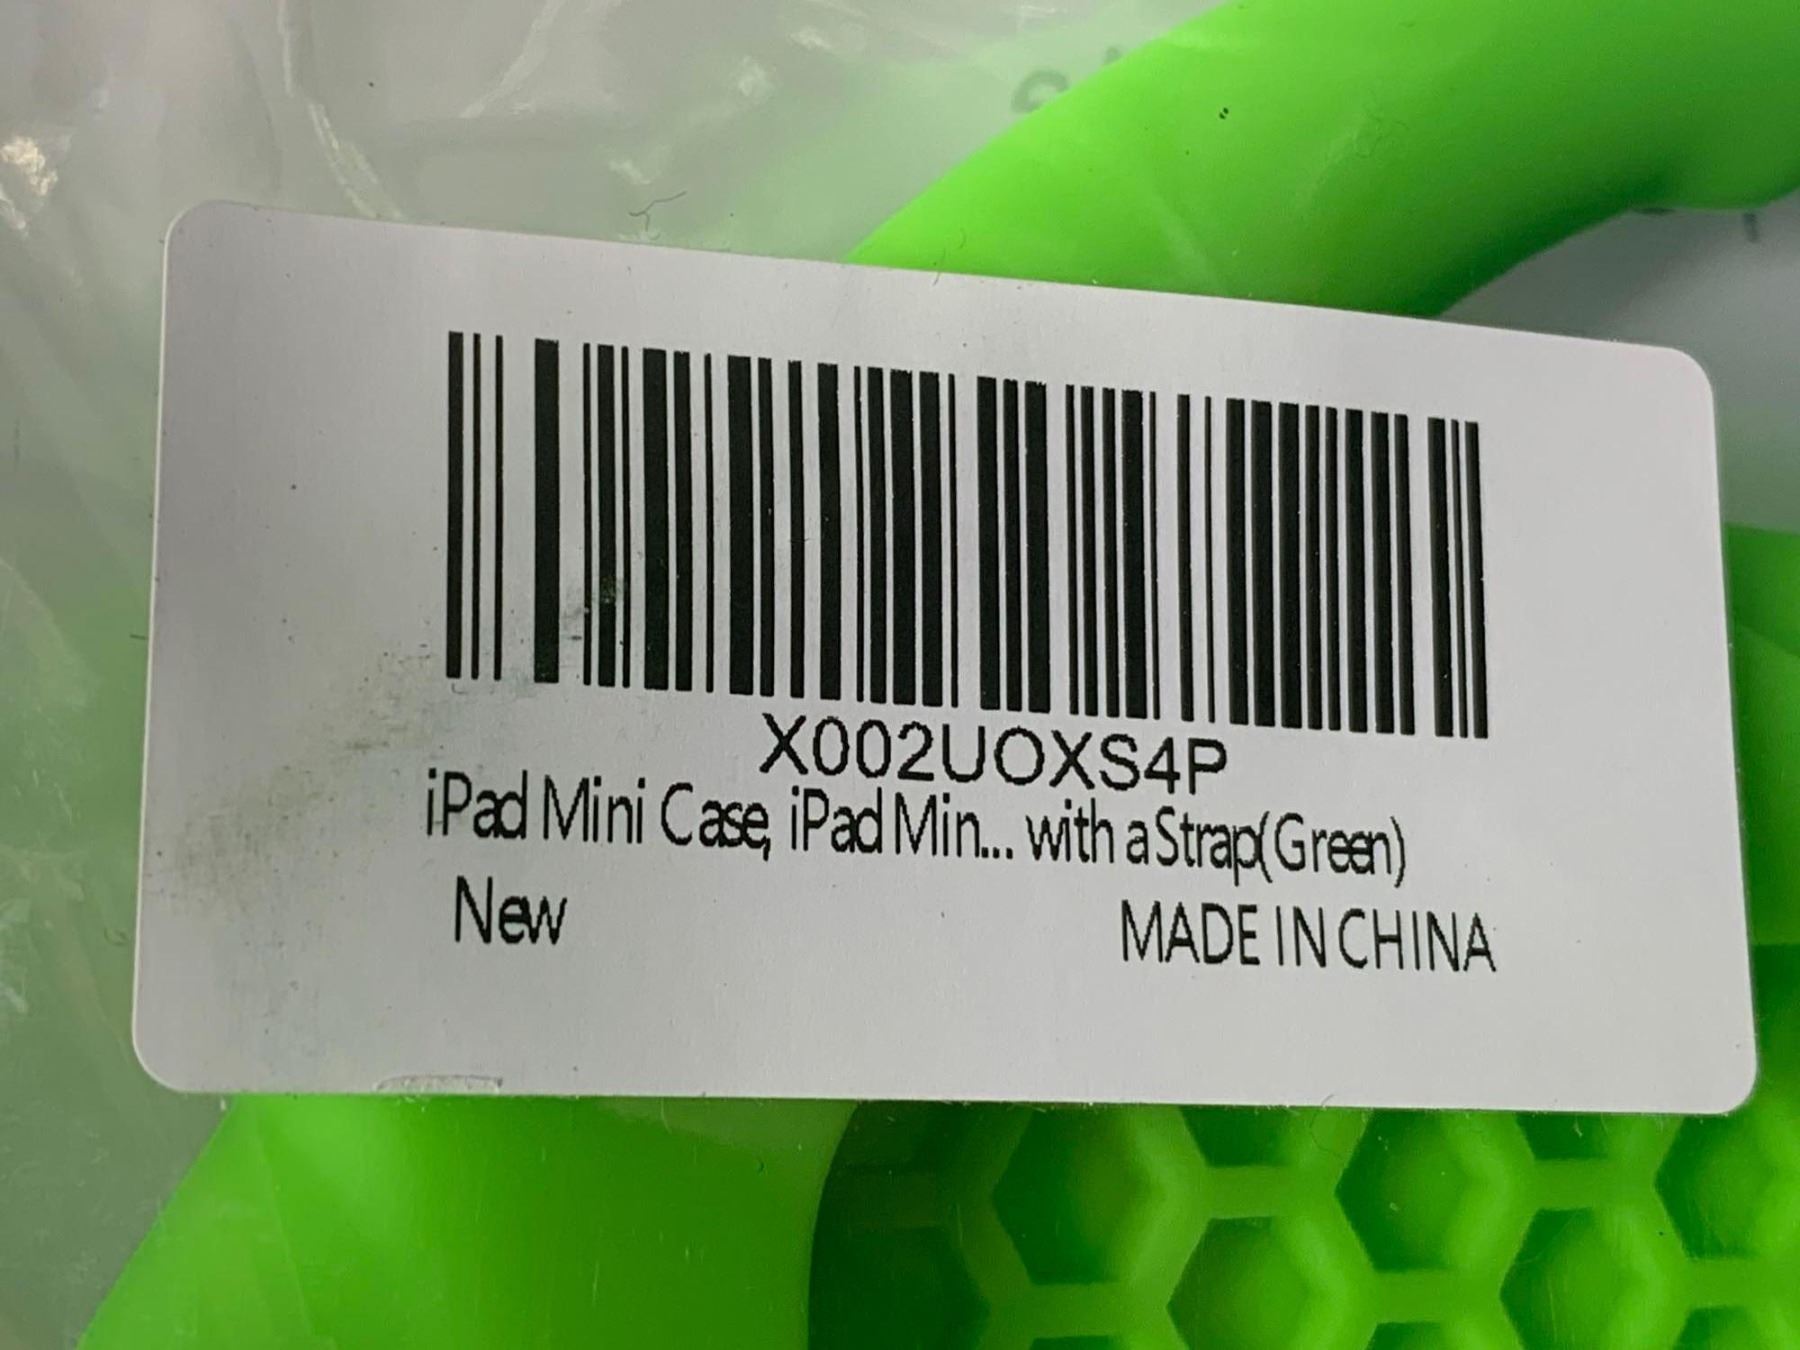 X002UOXS4P
iPad Mini Case, iPad Min... with a Strap(Green)
New
MADE IN CHINA